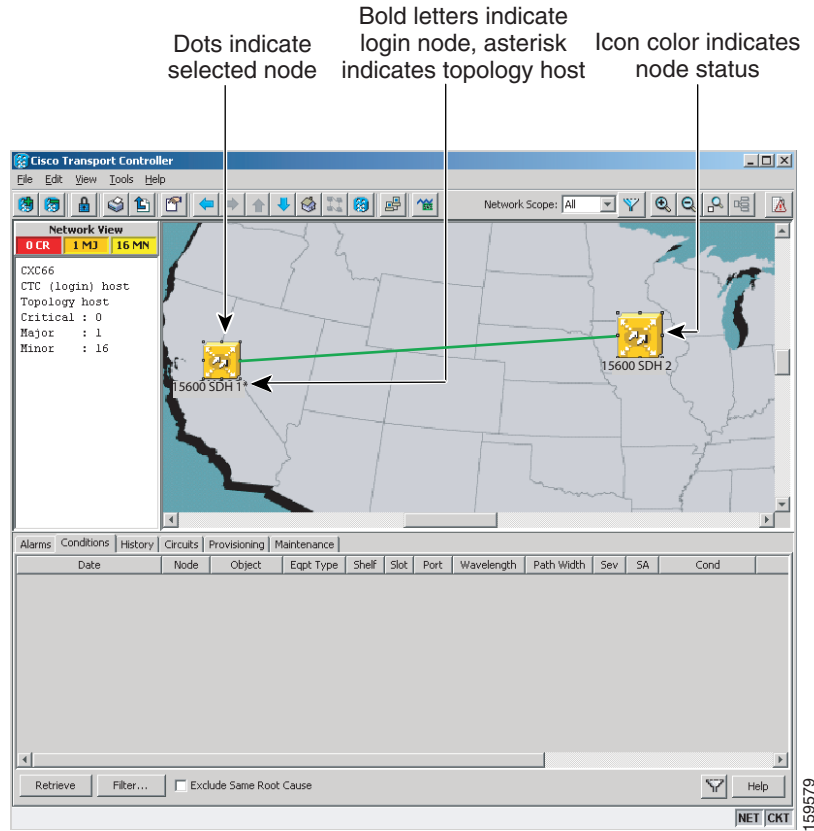 Dots indicate
selected node
Bold letters indicate
login node, asterisk
indicates topology host
Icon color indicates
node status
Cisco Transport Controller
File Edit View Tools Help
Network Scope: All
Network View
0 CR 1 MJ 16 MN
CXC66
CTC (login) host
Topology host
Critical : 0
Major : 1
Minor : 16
15600 SDH 1*
15600 SDH 2
Alarms Conditions History Circuits Provisioning Maintenance
Date Node Object Eqpt Type Shelf Slot Port Wavelength Path Width Sev SA Cond
Retrieve Filter... Exclude Same Root Cause Help
NET CKT
159579